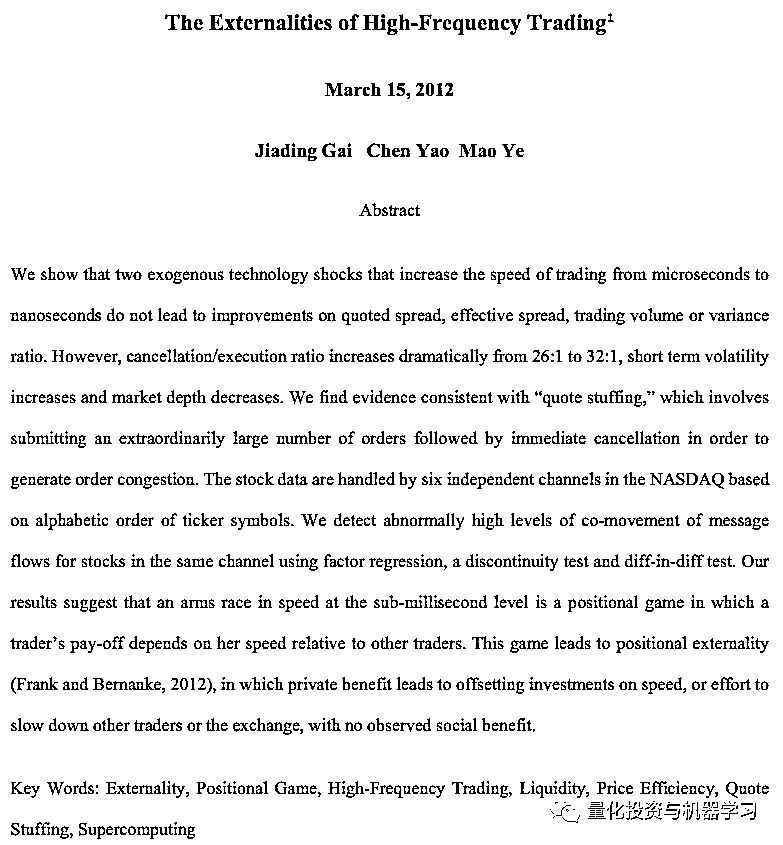 The Externalities of High-Frequency Trading1
March 15, 2012
Jiading Gai Chen Yao Mao Ye
Abstract
We show that two exogenous technology shocks that increase the speed of trading from microseconds to
nanoseconds do not lead to improvements on quoted spread, effective spread, trading volume or variance
ratio. However, cancellation/execution ratio increases dramatically from 26:1 to 32:1, short term volatility
increases and market depth decreases. We find evidence consistent with “quote stuffing,” which involves
submitting an extraordinarily large number of orders followed by immediate cancellation in order to
generate order congestion. The stock data are handled by six independent channels in the NASDAQ based
on alphabetic order of ticker symbols. We detect abnormally high levels of co-movement of message
flows for stocks in the same channel using factor regression, a discontinuity test and diff-in-diff test. Our
results suggest that an arms race in speed at the sub-millisecond level is a positional game in which a
trader’s pay-off depends on her speed relative to other traders. This game leads to positional externality
(Frank and Bernanke, 2012), in which private benefit leads to offsetting investments on speed, or effort to
slow down other traders or the exchange, with no observed social benefit.
Key Words: Externality, Positional Game, High-Frequency Trading, Liquidity, Price Efficiency, Quote
Stuffing, Supercomputing
量化投资与机器学习